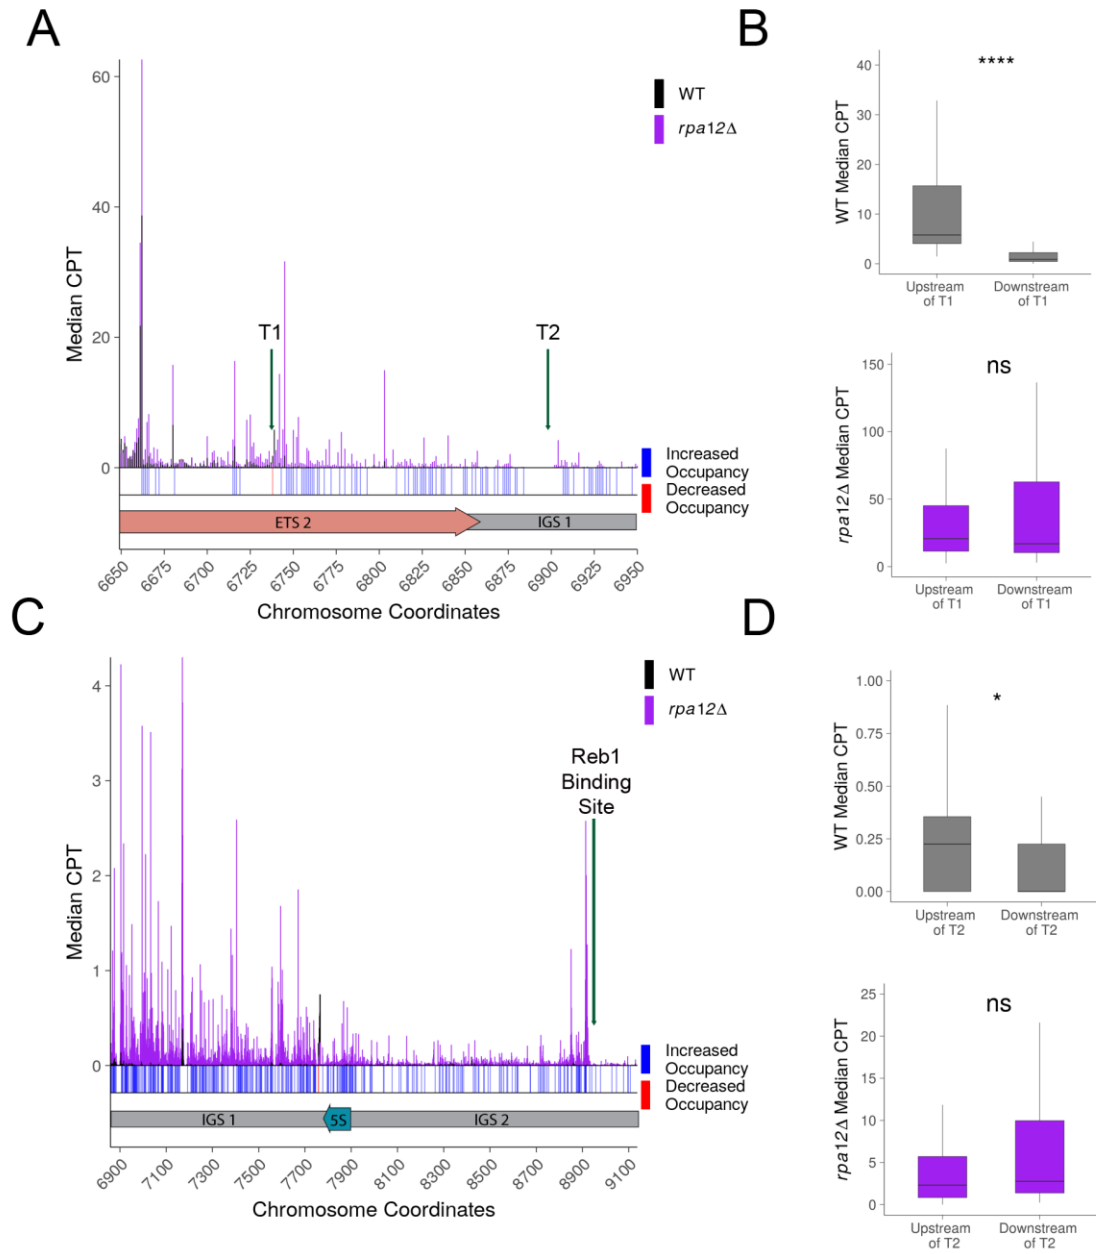 A
Median CPT
60
40
20
0
WT
rpa12Δ
T1
T2
Increased
Occupancy
Decreased
Occupancy
ETS 2
IGS 1
6650
6675
6700
6725
6750
6775
6800
6825
6850
6875
6900
6925
6950
Chromosome Coordinates
B
WT Median CPT
40
30
20
10
0
****
Upstream
of T1
Downstream
of T1
rpa12Δ Median CPT
150
100
50
0
ns
Upstream
of T1
Downstream
of T1
C
Median CPT
4
3
2
1
0
WT
rpa12Δ
Reb1
Binding
Site
Increased
Occupancy
Decreased
Occupancy
IGS 1
5S
IGS 2
6900
7100
7300
7500
7700
7900
8100
8300
8500
8700
8900
9100
Chromosome Coordinates
D
WT Median CPT
1.00
0.75
0.50
0.25
0.00
*
Upstream
of T2
Downstream
of T2
rpa12Δ Median CPT
25
20
15
10
5
0
ns
Upstream
of T2
Downstream
of T2